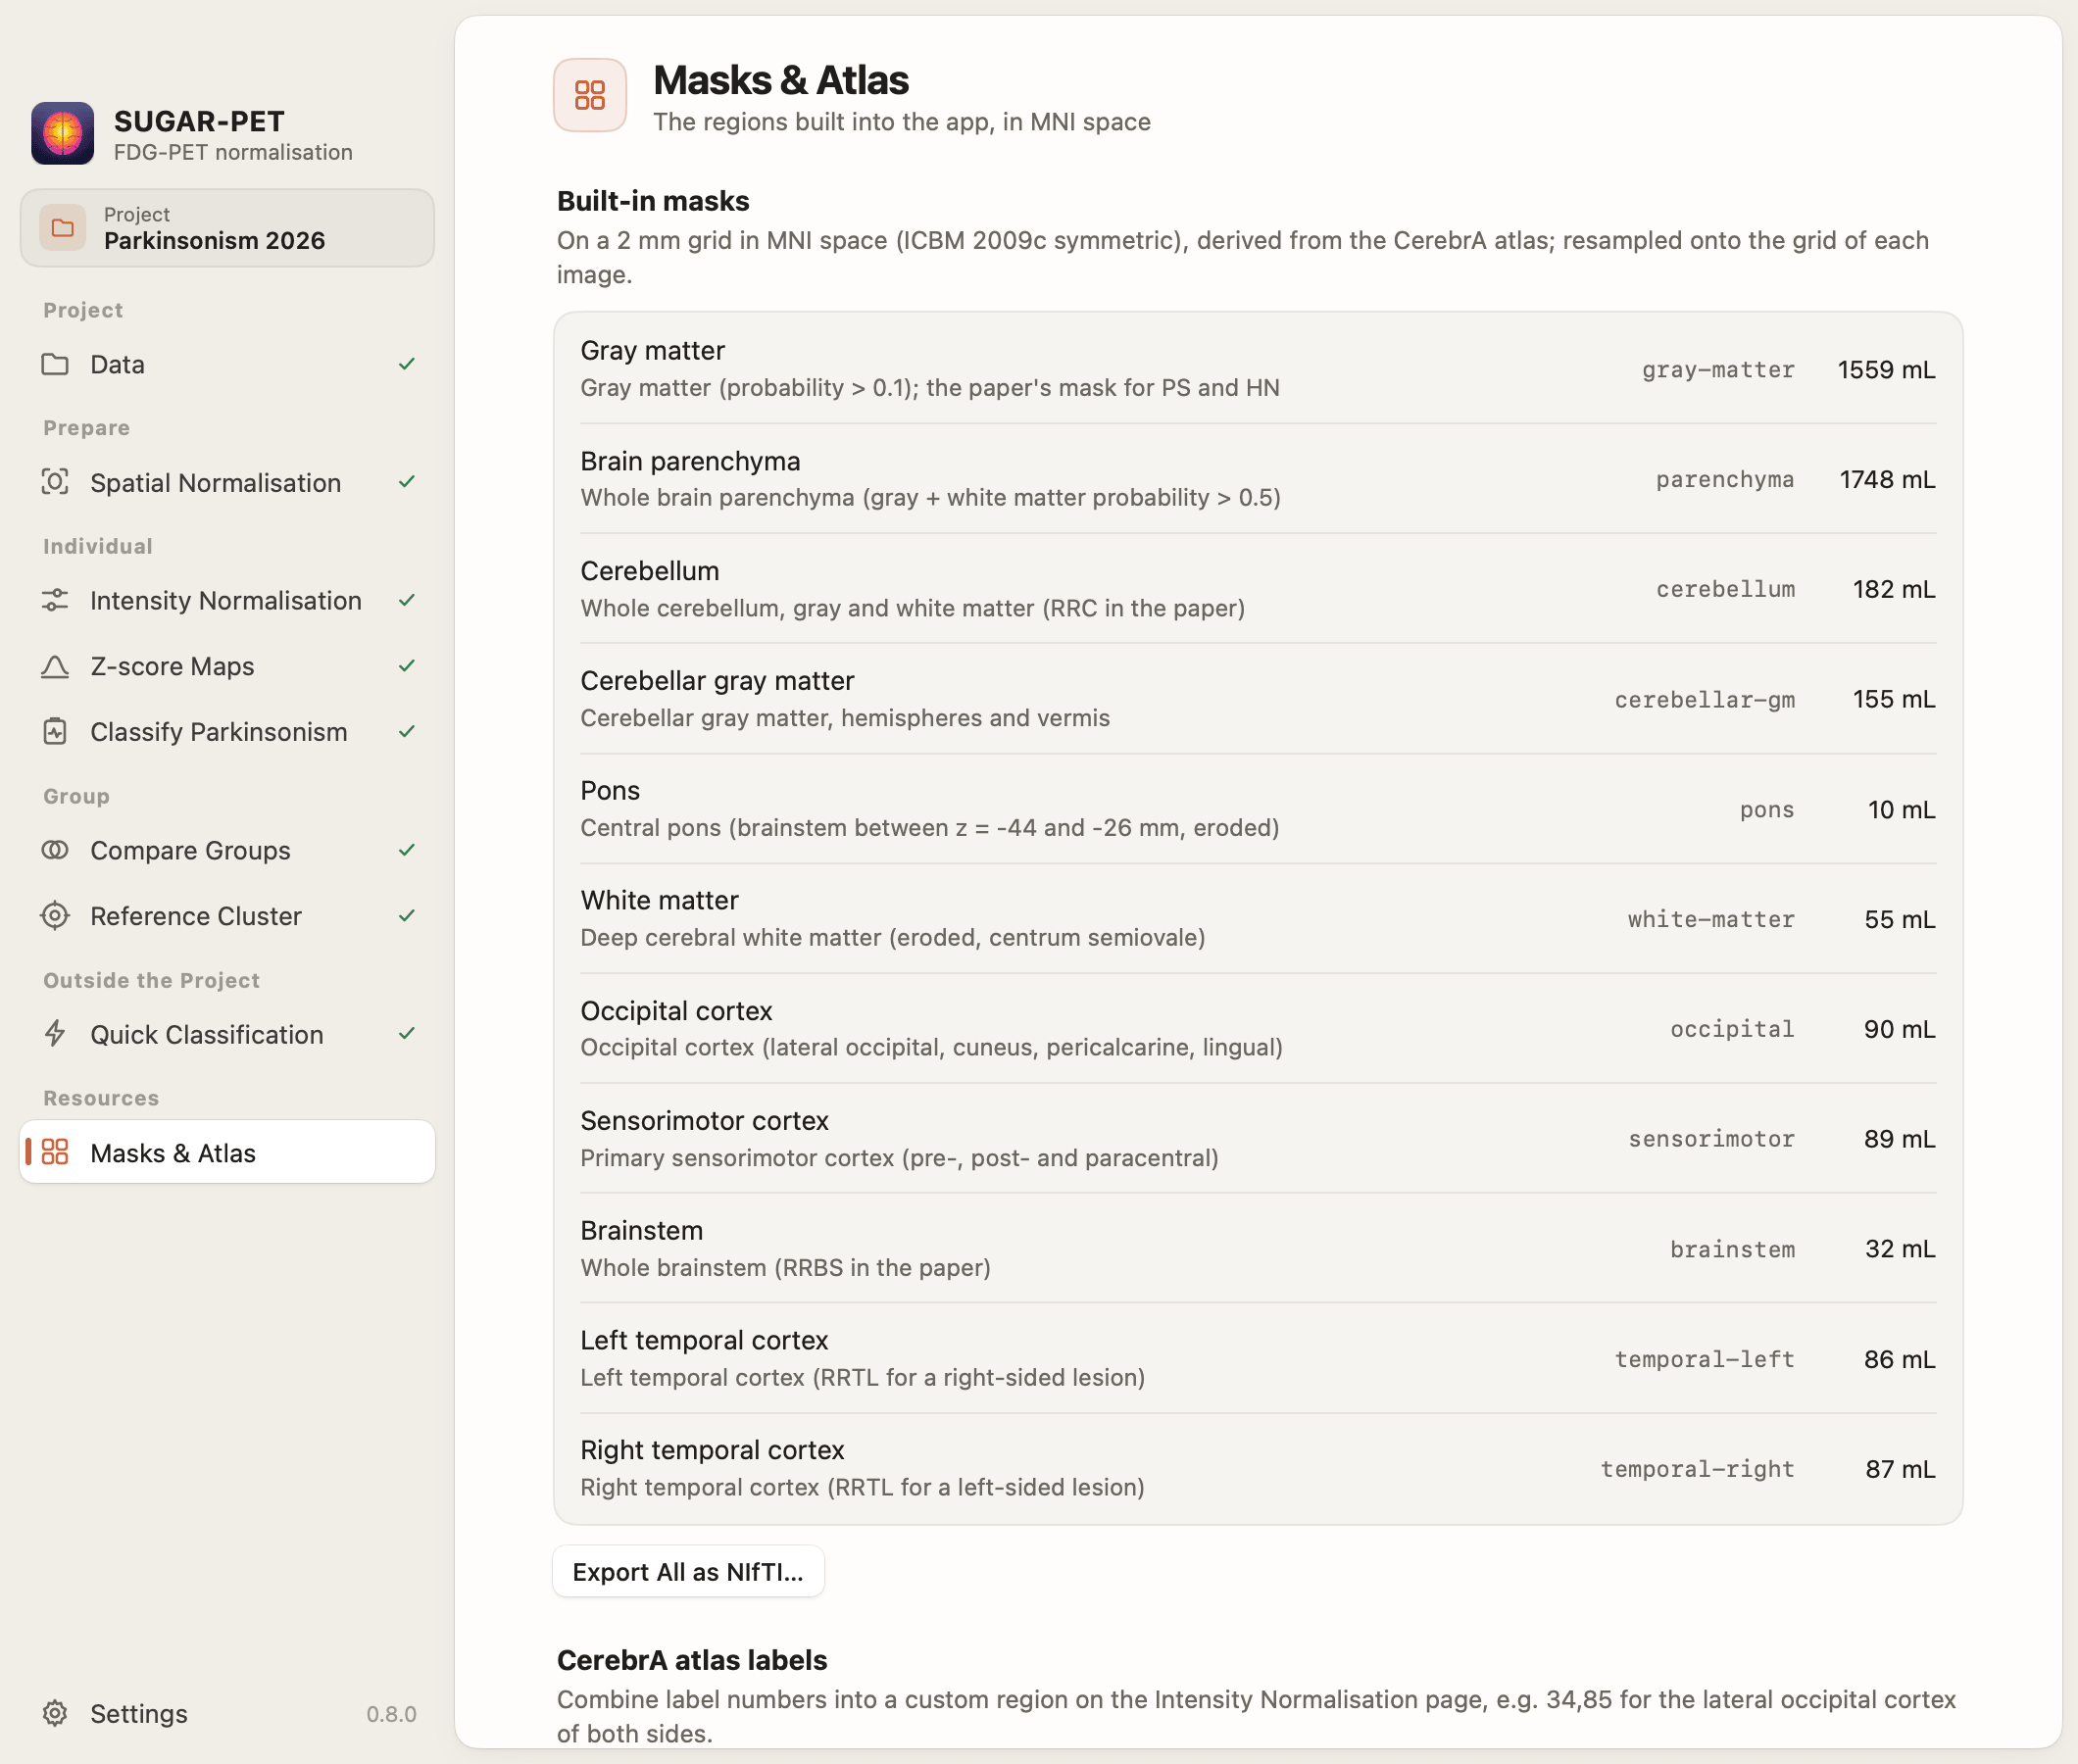 SUGAR-PET
FDG-PET normalisation
Project
Parkinsonism 2026
Project
Data
Prepare
Spatial Normalisation
Individual
Intensity Normalisation
Z-score Maps
Classify Parkinsonism
Group
Compare Groups
Reference Cluster
Outside the Project
Quick Classification
Resources
Masks & Atlas
Settings
0.8.0
Masks & Atlas
The regions built into the app, in MNI space
Built-in masks
On a 2 mm grid in MNI space (ICBM 2009c symmetric), derived from the CerebrA atlas; resampled onto the grid of each
image.
Gray matter
Gray matter (probability > 0.1); the paper's mask for PS and HN
gray-matter 1559 mL
Brain parenchyma
Whole brain parenchyma (gray + white matter probability > 0.5)
parenchyma 1748 mL
Cerebellum
Whole cerebellum, gray and white matter (RRC in the paper)
cerebellum 182 mL
Cerebellar gray matter
Cerebellar gray matter, hemispheres and vermis
cerebellar-gm 155 mL
Pons
Central pons (brainstem between z = -44 and -26 mm, eroded)
pons 10 mL
White matter
Deep cerebral white matter (eroded, centrum semiovale)
white-matter 55 mL
Occipital cortex
Occipital cortex (lateral occipital, cuneus, pericalcarine, lingual)
occipital 90 mL
Sensorimotor cortex
Primary sensorimotor cortex (pre-, post- and paracentral)
sensorimotor 89 mL
Brainstem
Whole brainstem (RRBS in the paper)
brainstem 32 mL
Left temporal cortex
Left temporal cortex (RRTL for a right-sided lesion)
temporal-left 86 mL
Right temporal cortex
Right temporal cortex (RRTL for a left-sided lesion)
temporal-right 87 mL
Export All as NIfTI...
CerebrA atlas labels
Combine label numbers into a custom region on the Intensity Normalisation page, e.g. 34,85 for the lateral occipital cortex
of both sides.